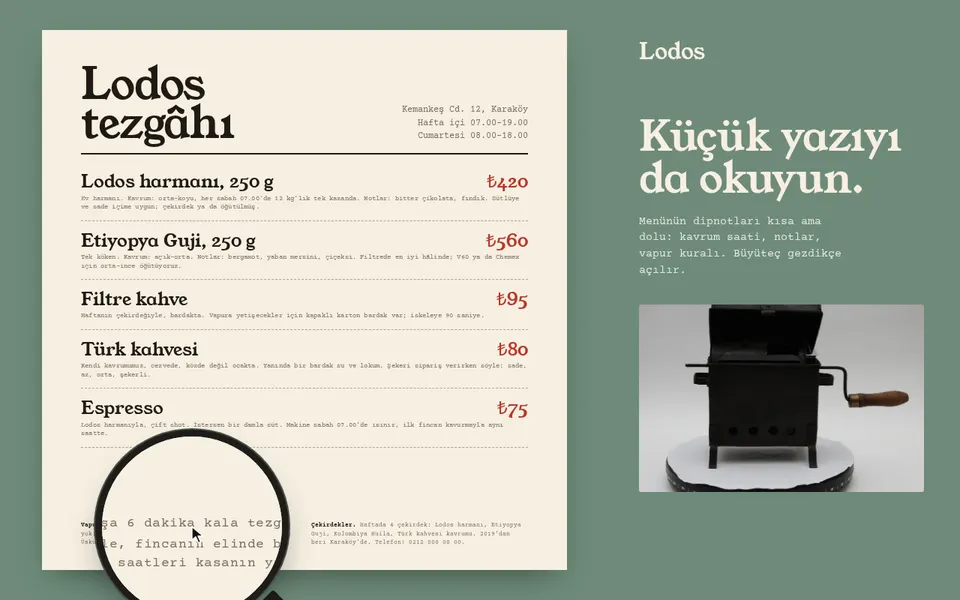 Lodos
tezgâhı
Kemankeş Cd. 12, Karaköy
Hafta içi 07.00–19.00
Cumartesi 08.00–18.00
Lodos harmanı, 250 g
₺420
Ev harmanı. Kavrum: orta-koyu, her sabah 07.00'de 12 kg'lık tek kazanda. Notlar: bitter çikolata, fındık. Sütlüye
ve sade içime uygun; çekirdek ya da öğütülmüş.
Etiyopya Guji, 250 g
₺560
Tek köken. Kavrum: açık-orta. Notlar: bergamot, yaban mersini, çiçeksi. Filtrede en iyi hâlinde; V60 ya da Chemex
için orta-ince öğütüyoruz.
Filtre kahve
₺95
Haftanın çekirdeğiyle, bardakta. Vapura yetişecekler için kapaklı karton bardak var; iskeleye 90 saniye.
Türk kahvesi
₺80
Kendi kavrumumuz, cezvede, közde değil ocakta. Yanında bir bardak su ve lokum. Şekeri sipariş verirken söyle: sade,
az, orta, şekerli.
Espresso
₺75
Lodos harmanıyla, çift shot. İstersen bir damla süt. Makine sabah 07.00'de ısınır, ilk fincan kavurmayla aynı
saatte.
6 dakika kala
fincanın elinde
saatleri kasanın
Çekirdekler. Haftada 4 çekirdek: Lodos harmanı, Etiyopya
Guji, Kolombiya Huila, Türk kahvesi kavrumu. 2019'dan
beri Karaköy'de. Telefon: 0212 000 00 00.
Lodos
Küçük yazıyı
da okuyun.
Menünün dipnotları kısa ama
dolu: kavrum saati, notlar,
vapur kuralı. Büyüteç gezdikçe
açılır.